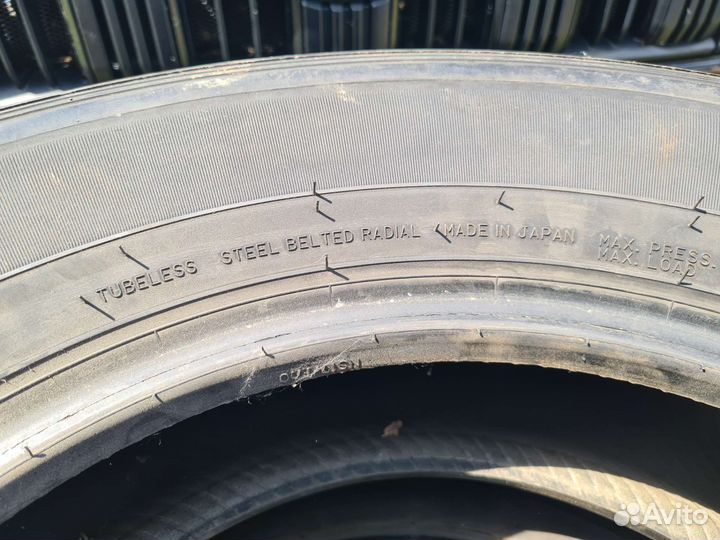 TUBELESS STEEL BELTED RADIAL MADE IN JAPAN MAX. PRESS.
MAX. LOAD
Avito